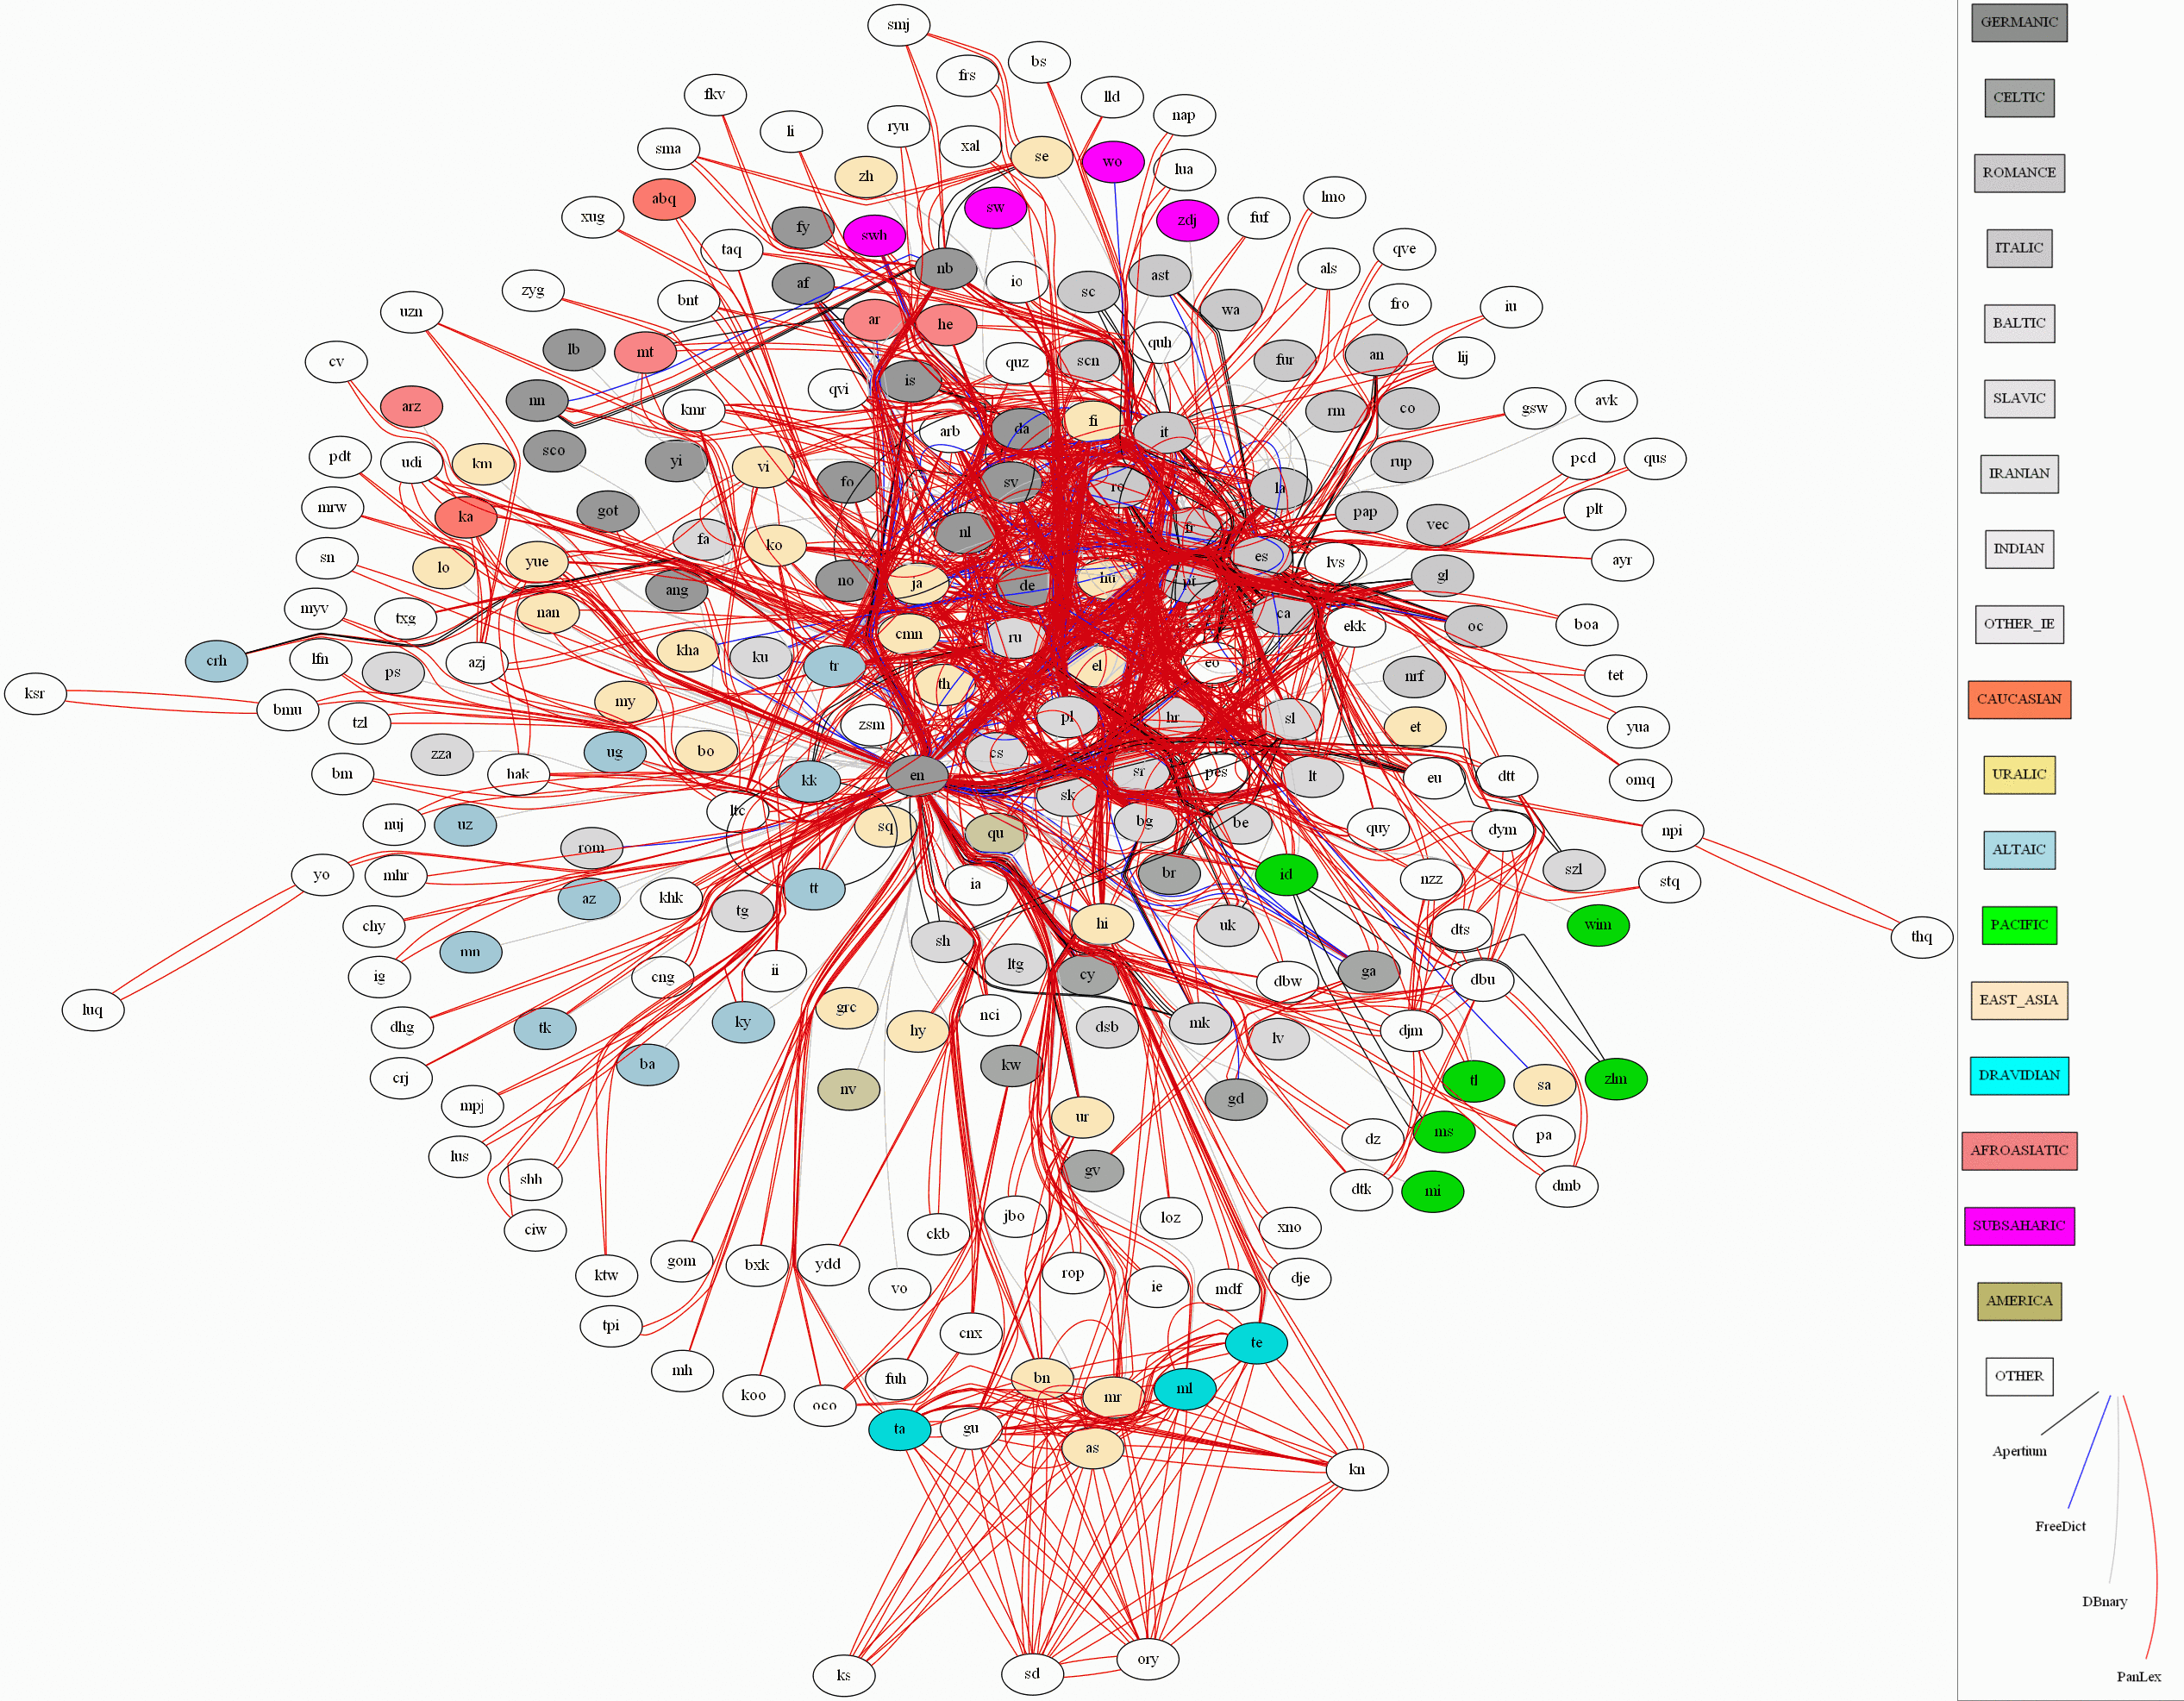 smj
bs
frs
fkv
lld
nap
ryu
li
xal
sma
se
wo
lua
zh
abq
lmo
sw
xug
fuf
zdj
fy
swh
taq
qve
nb
als
ast
io
af
zyg
sc
bnt
fro
iu
wa
uzn
ar
he
quh
lb
mt
an
lij
scn
fur
cv
quz
is
qvi
nn
avk
arz
gsw
co
kmr
rm
fi
da
arb
it
sco
pdt
pcd
qus
yi
rup
udi
km
vi
fo
sv
ro
la
mrw
plt
got
pap
ka
vec
fr
nl
fa
ko
es
sn
ayr
yue
lvs
lo
gl
hu
no
ja
de
pt
ang
myv
nan
ca
txg
boa
oc
ekk
cmn
ru
kha
ku
crh
lfn
azj
tr
el
eo
ps
tet
nrf
th
ksr
my
bmu
pl
hr
sl
tzl
zsm
et
yua
zza
ug
bo
cs
bm
hak
en
kk
sr
pes
lt
eu
dtt
omq
sk
ltc
nuj
uz
sq
qu
bg
be
quy
dym
npi
rom
szl
yo
mhr
br
id
nzz
stq
ia
tt
khk
az
tg
chy
hi
uk
wim
dts
thq
sh
mn
ltg
ii
cng
ig
cy
dbw
ga
dbu
luq
grc
nci
dhg
tk
ky
hy
dsb
mk
lv
djm
ba
kw
crj
nv
tl
sa
zlm
mpj
gd
ur
ms
dz
pa
lus
gv
shh
dtk
mi
dmb
jbo
loz
ciw
ckb
xno
gom
bxk
ydd
ktw
rop
ie
dje
vo
mdf
tpi
cnx
te
mh
fuh
bn
koo
oco
mr
ml
ta
gu
as
kn
ory
ks
sd
GERMANIC
CELTIC
ROMANCE
ITALIC
BALTIC
SLAVIC
IRANIAN
INDIAN
OTHER_IE
CAUCASIAN
URALIC
ALTAIC
PACIFIC
EAST_ASIA
DRAVIDIAN
AFROASIATIC
SUBSAHARIC
AMERICA
OTHER
Apertium
FreeDict
DBnary
PanLex